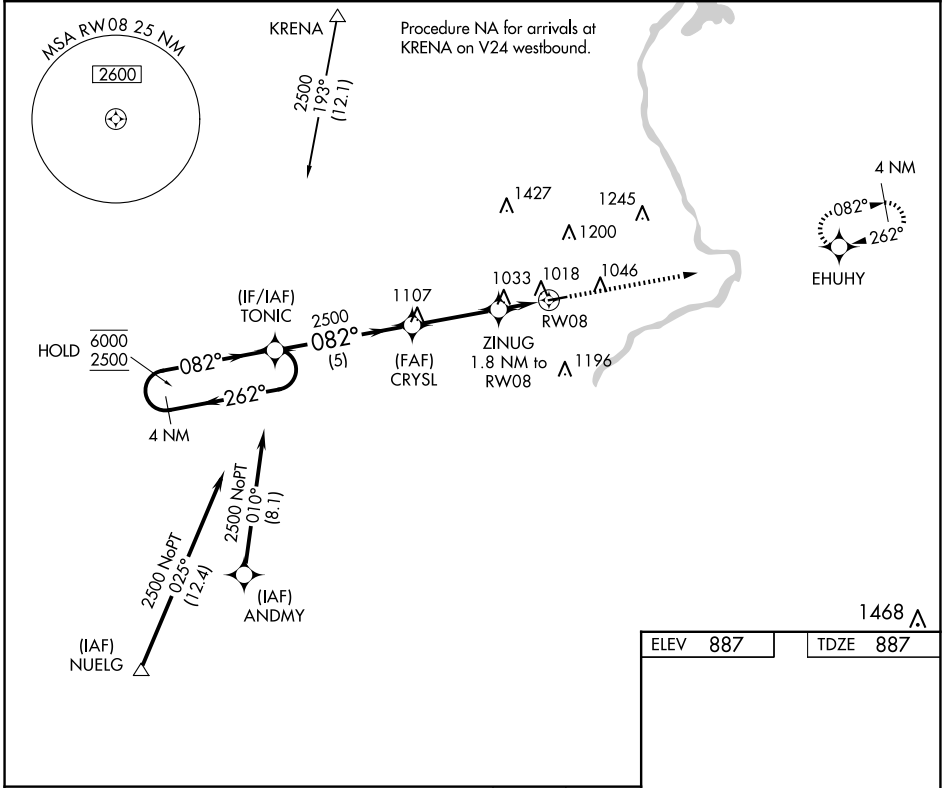 MSA RW08 25 NM
2600
KRENA
Procedure NA for arrivals at
KRENA on V24 westbound.
2500
193°
(12.1)
1427
1245
1200
4 NM
082°
262°
EHUHY
1033
1018
1046
1107
RW08
(IF/IAF)
TONIC
2500
082°
(5)
HOLD
6000
2500
082°
262°
4 NM
(FAF)
CRYSL
ZINUG
1.8 NM to
RW08
1196
2500 NoPT
010°
(8.1)
2500 NoPT
025°
(12.4)
(IAF)
ANDMY
(IAF)
NUELG
1468
ELEV 887
TDZE 887